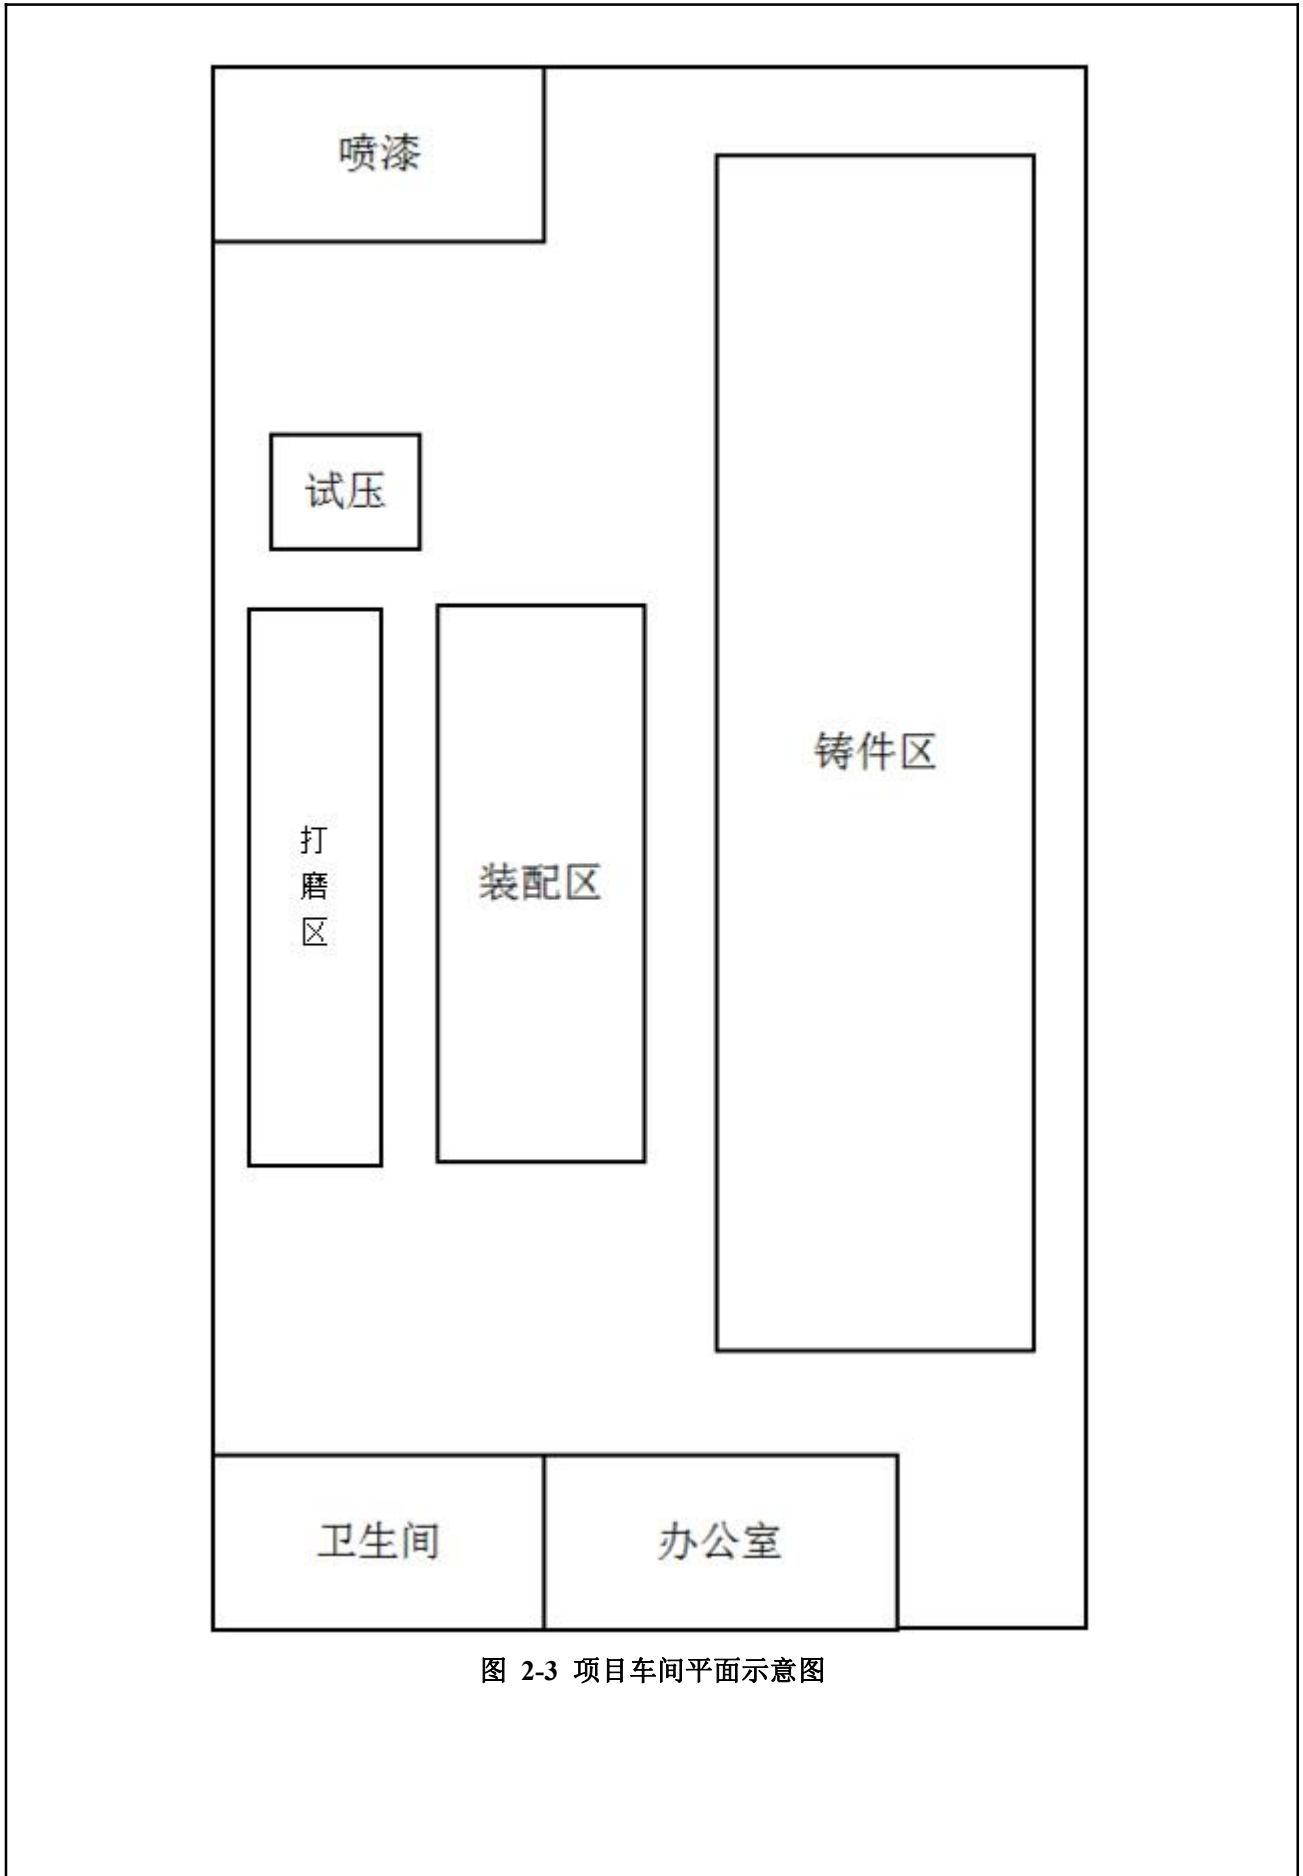 喷漆
试压
铸件区
打
磨
区
装配区
卫生间
办公室
图 2-3 项目车间平面示意图